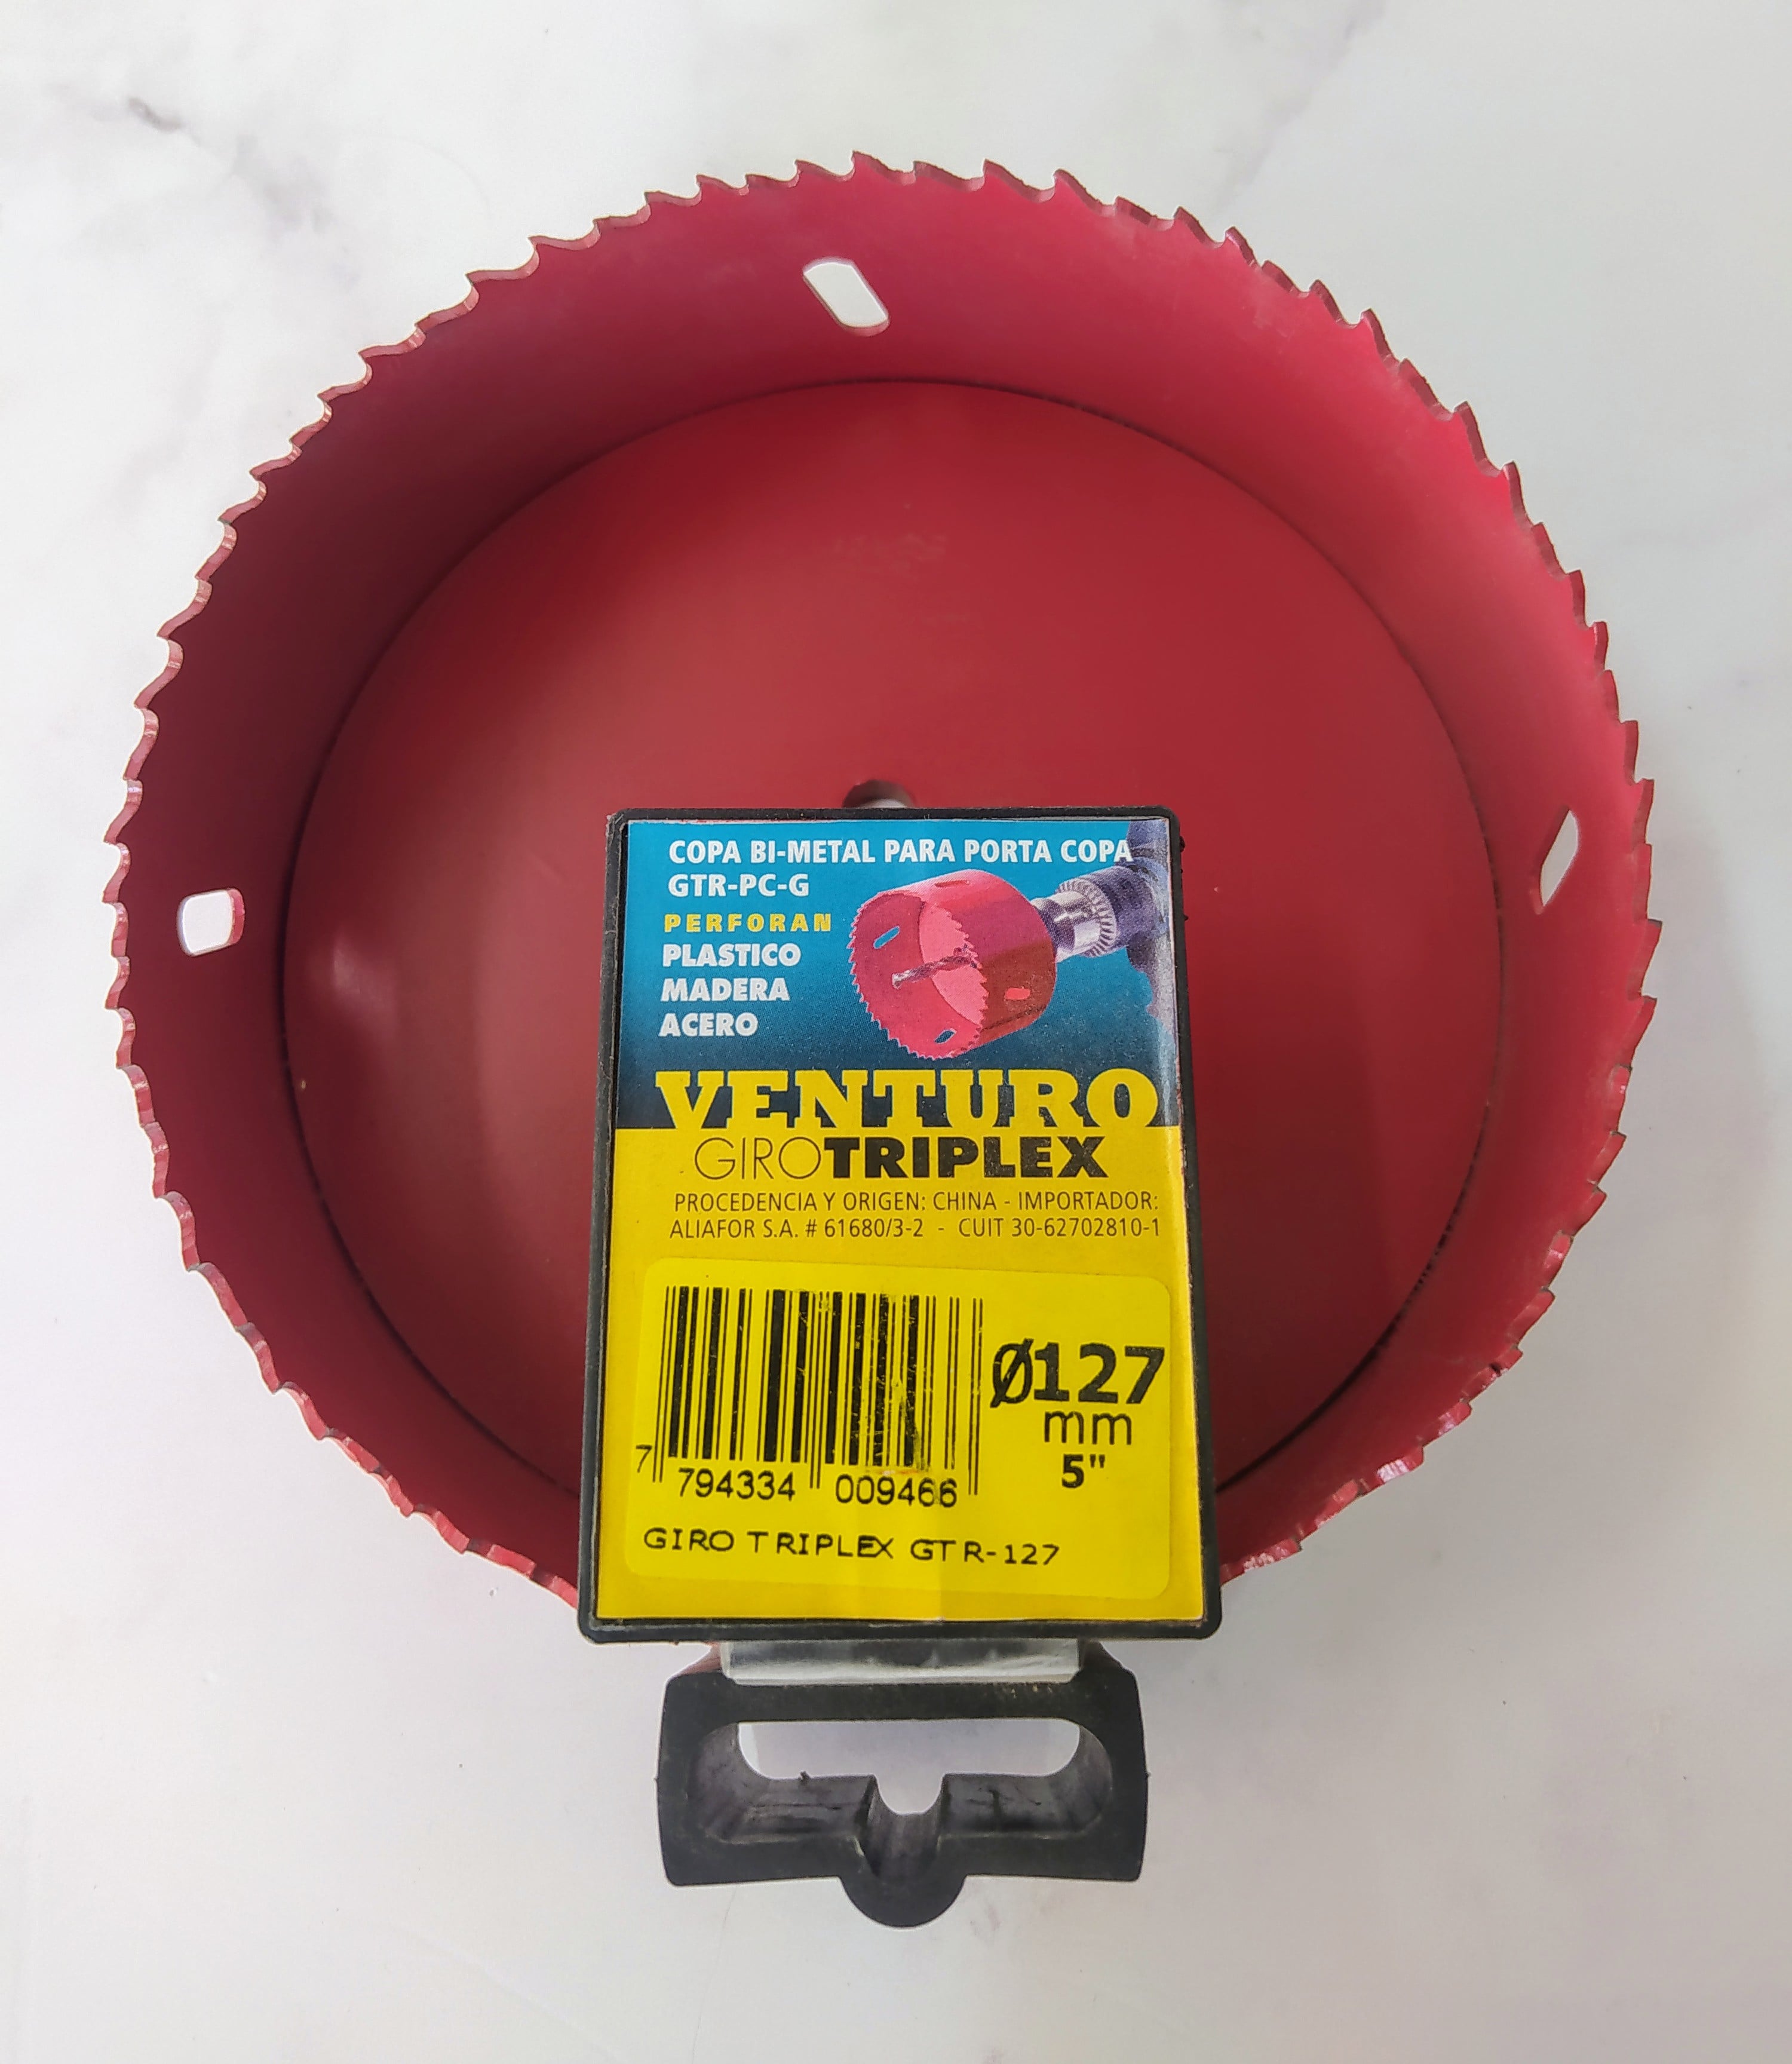 COPA BI-METAL PARA PORTA COPA
GTR-PC-G
PERFORAN
PLASTICO
MADERA
ACERO
VENTURO
GIROTRIPLEX
PROCEDENCIA Y ORIGEN: CHINA - IMPORTADOR:
ALIAFOR S.A. # 61680/3-2 - CUIT 30-62702810-1
Ø127
mm
5"
7 794334 009466
GIRO TRIPLEX GTR-127